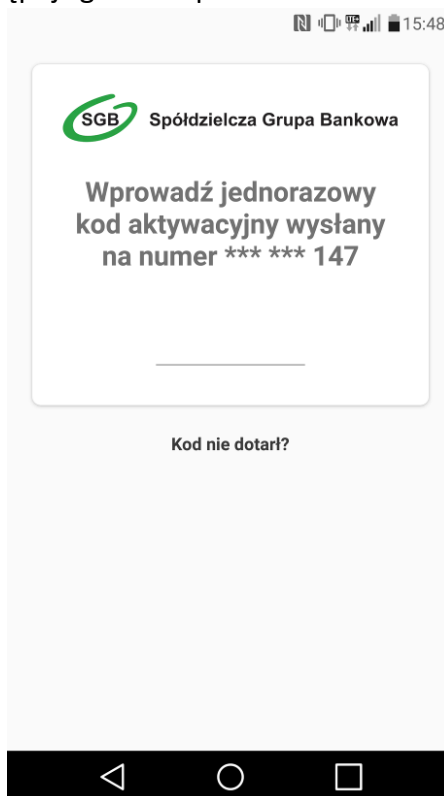 15:48
SGB Spółdzielcza Grupa Bankowa
Wprowadź jednorazowy
kod aktywacyjny wysłany
na numer *** *** 147
Kod nie dotarł?